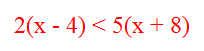 2(x - 4) < 5(x + 8)